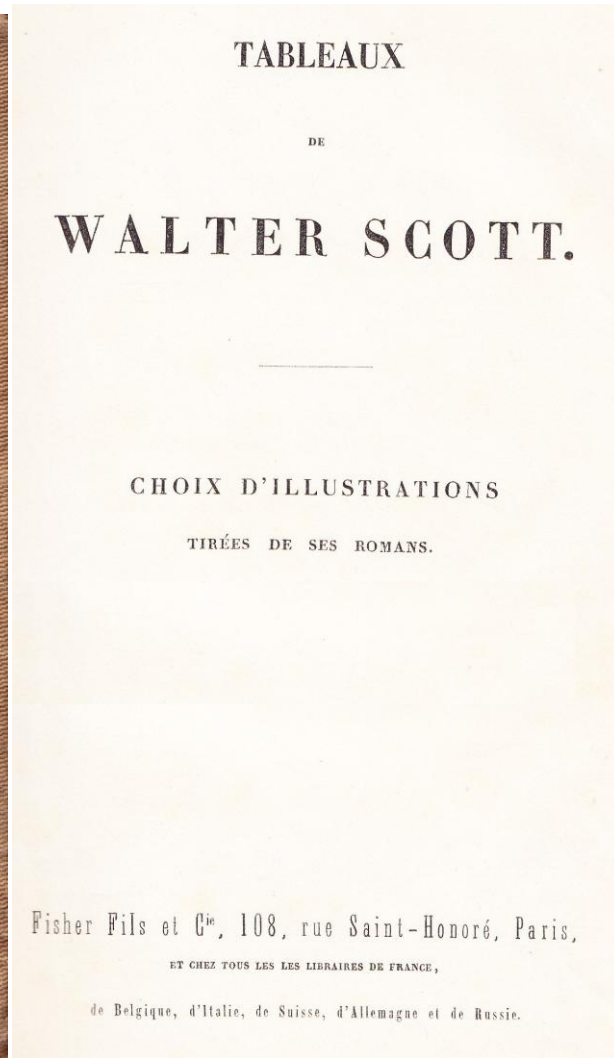 TABLEAUX
DE
WALTER SCOTT.
CHOIX D'ILLUSTRATIONS
TIRÉES DE SES ROMANS.
Fisher Fils et Cie, 108, rue Saint-Honoré, Paris,
ET CHEZ TOUS LES LES LIBRAIRES DE FRANCE,
de Belgique, d'Italie, de Suisse, d'Allemagne et de Russie.